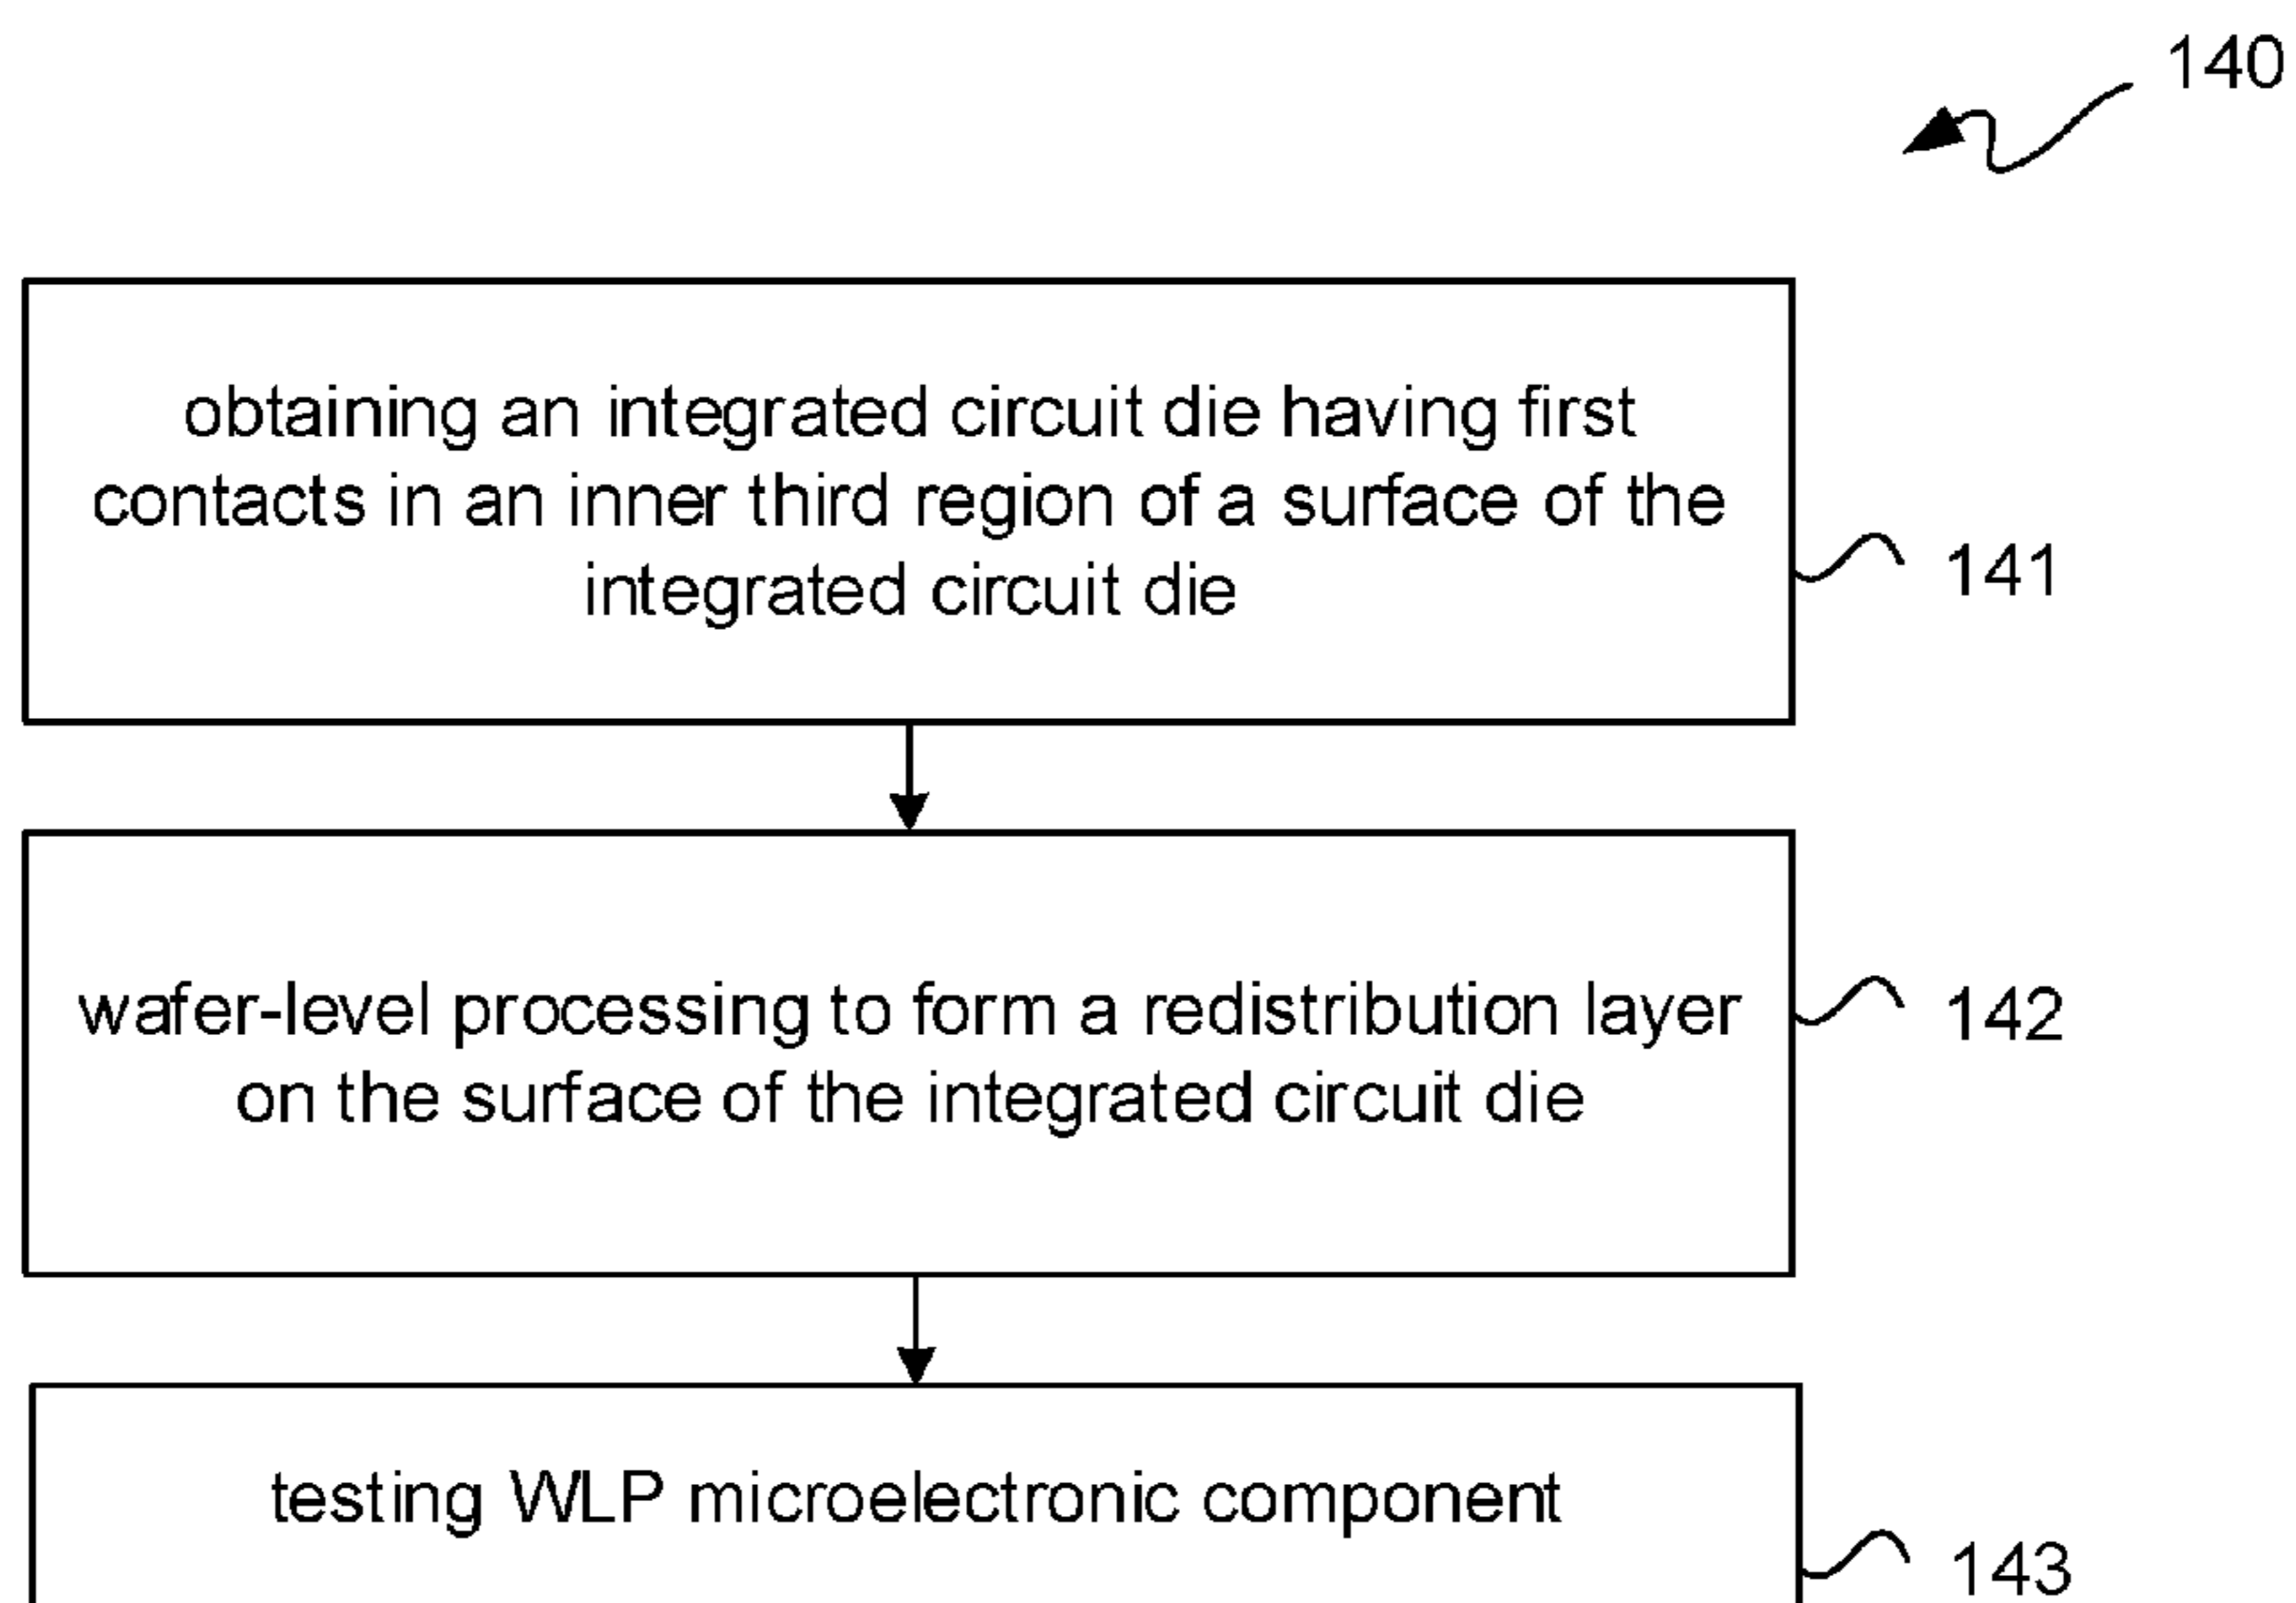 140
obtaining an integrated circuit die having first
contacts in an inner third region of a surface of the
integrated circuit die
141
wafer-level processing to form a redistribution layer
on the surface of the integrated circuit die
142
testing WLP microelectronic component
143